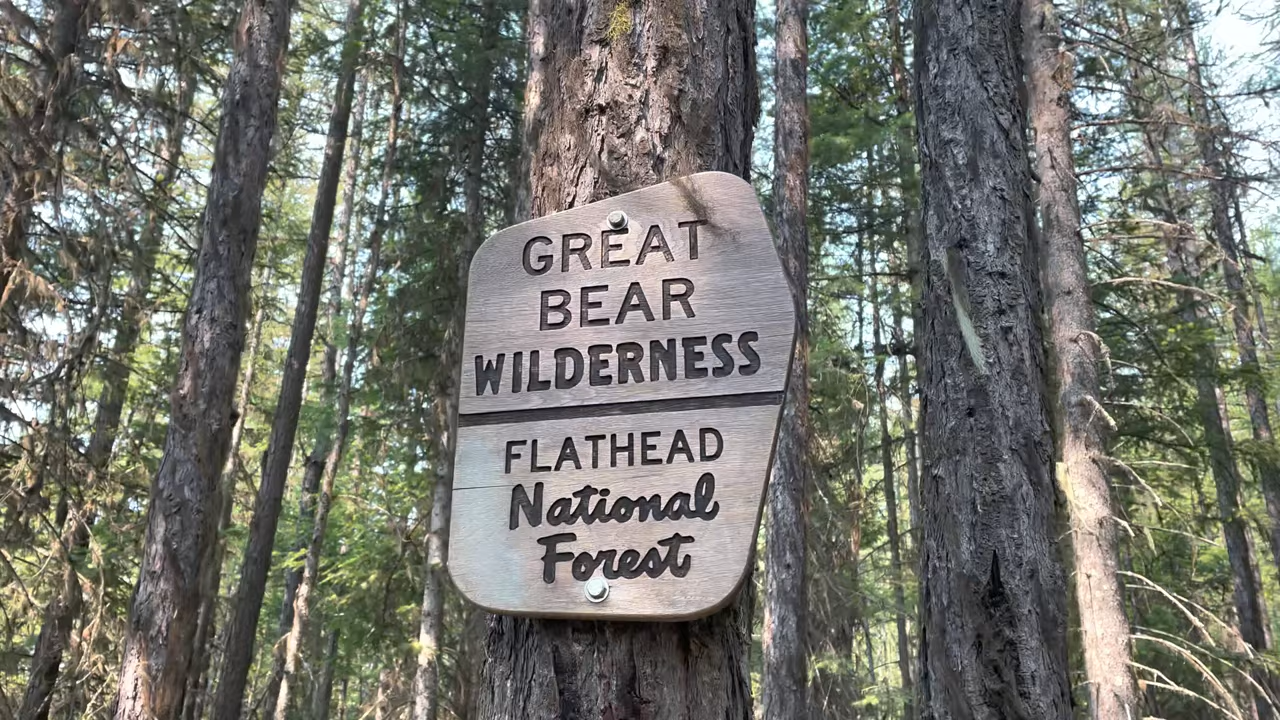 GREAT
BEAR
WILDERNESS
FLATHEAD
National
Forest